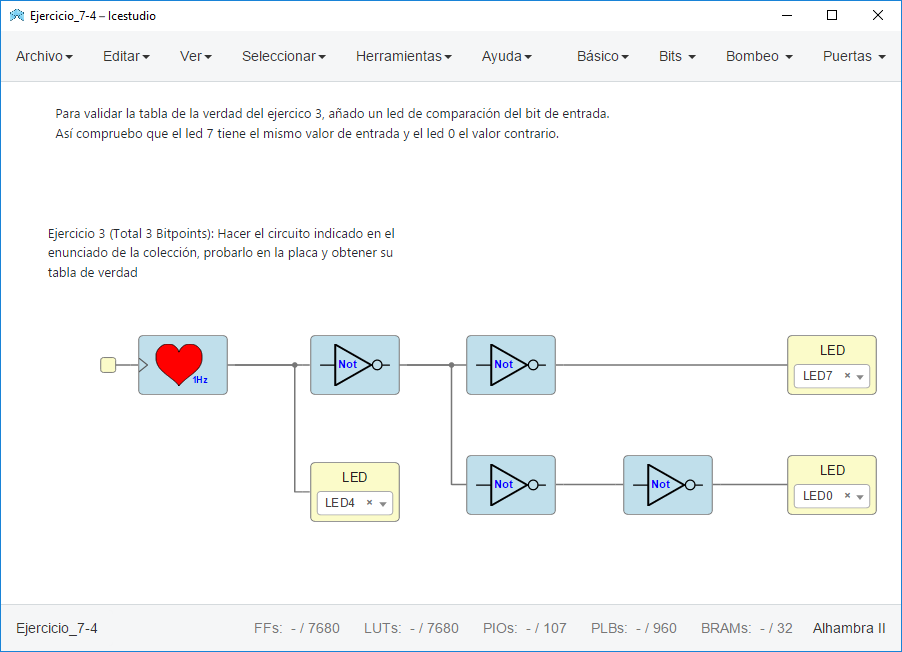 Ejercicio_7-4 – Icestudio
Archivo Editar Ver Seleccionar Herramientas Ayuda Básico Bits Bombeo Puertas
Para validar la tabla de la verdad del ejercico 3, añado un led de comparación del bit de entrada.
Así compruebo que el led 7 tiene el mismo valor de entrada y el led 0 el valor contrario.
Ejercicio 3 (Total 3 Bitpoints): Hacer el circuito indicado en el
enunciado de la colección, probarlo en la placa y obtener su
tabla de verdad
1Hz
Not
Not
LED
LED7 ×
LED
LED4 ×
Not
Not
LED
LED0 ×
Ejercicio_7-4 FFs: - / 7680 LUTs: - / 7680 PIOs: - / 107 PLBs: - / 960 BRAMs: - / 32 Alhambra II